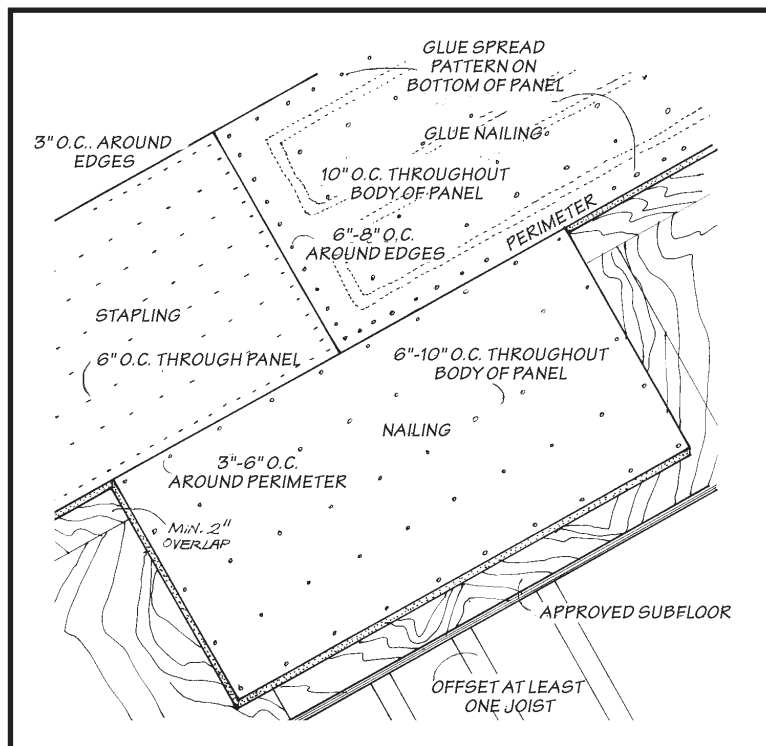 GLUE SPREAD
PATTERN ON
BOTTOM OF PANEL
3" O.C.. AROUND
EDGES
GLUE NAILING
10" O.C. THROUGHOUT
BODY OF PANEL
6"-8" O.C.
AROUND EDGES
PERIMETER
STAPLING
6" O.C. THROUGH PANEL
6"-10" O.C. THROUGHOUT
BODY OF PANEL
NAILING
3"-6" O.C.
AROUND PERIMETER
MIN. 2"
OVERLAP
APPROVED SUBFLOOR
OFFSET AT LEAST
ONE JOIST